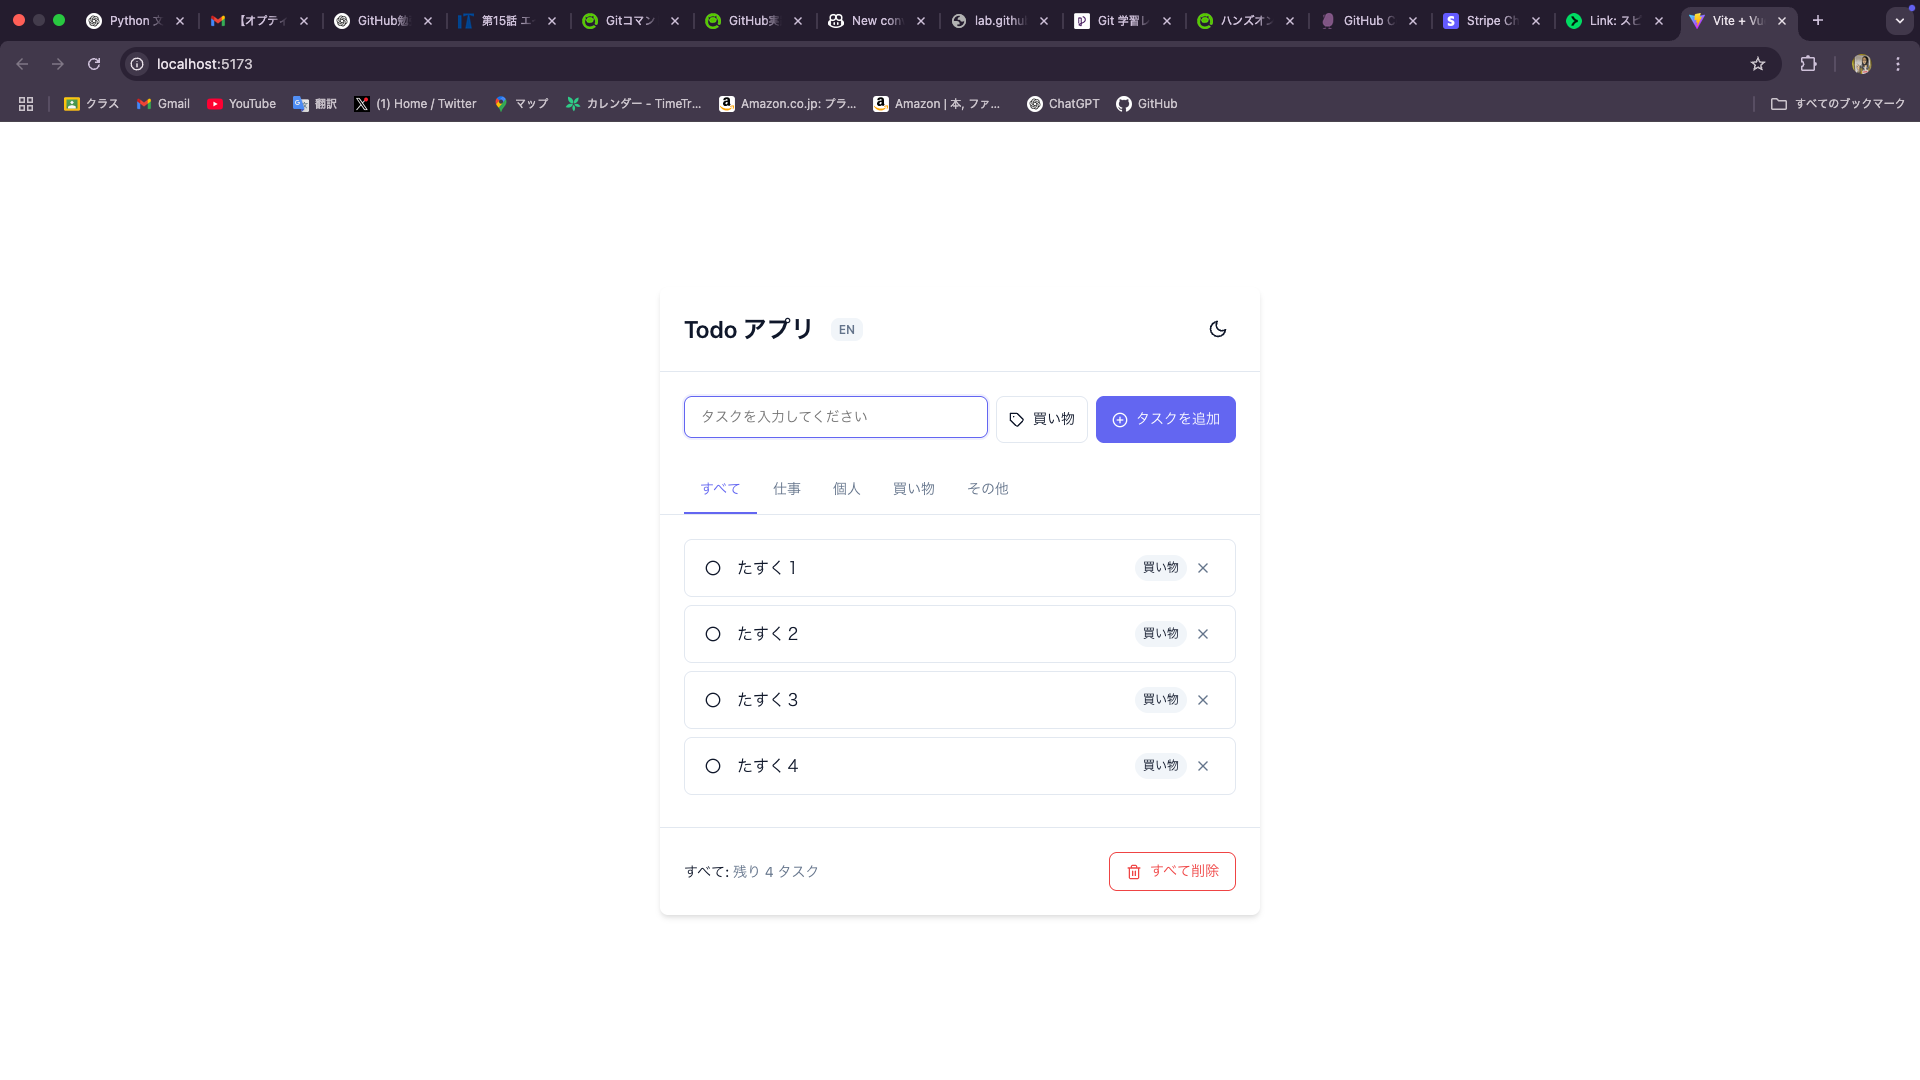 Python 文
【オプティ
GitHub勉
第15話 エー
Gitコマン
GitHub実
New con
lab.githu
Git 学習レ
ハンズオン
GitHub C
Stripe Ch
Link: スピ
Vite + Vu
localhost:5173
クラス
Gmail
YouTube
翻訳
(1) Home / Twitter
マップ
カレンダー - TimeTr...
Amazon.co.jp: プラ...
Amazon | 本, ファ...
ChatGPT
GitHub
すべてのブックマーク
Todo アプリ EN
タスクを入力してください 買い物 タスクを追加
すべて 仕事 個人 買い物 その他
たすく1 買い物
たすく2 買い物
たすく3 買い物
たすく4 買い物
すべて: 残り 4 タスク すべて削除